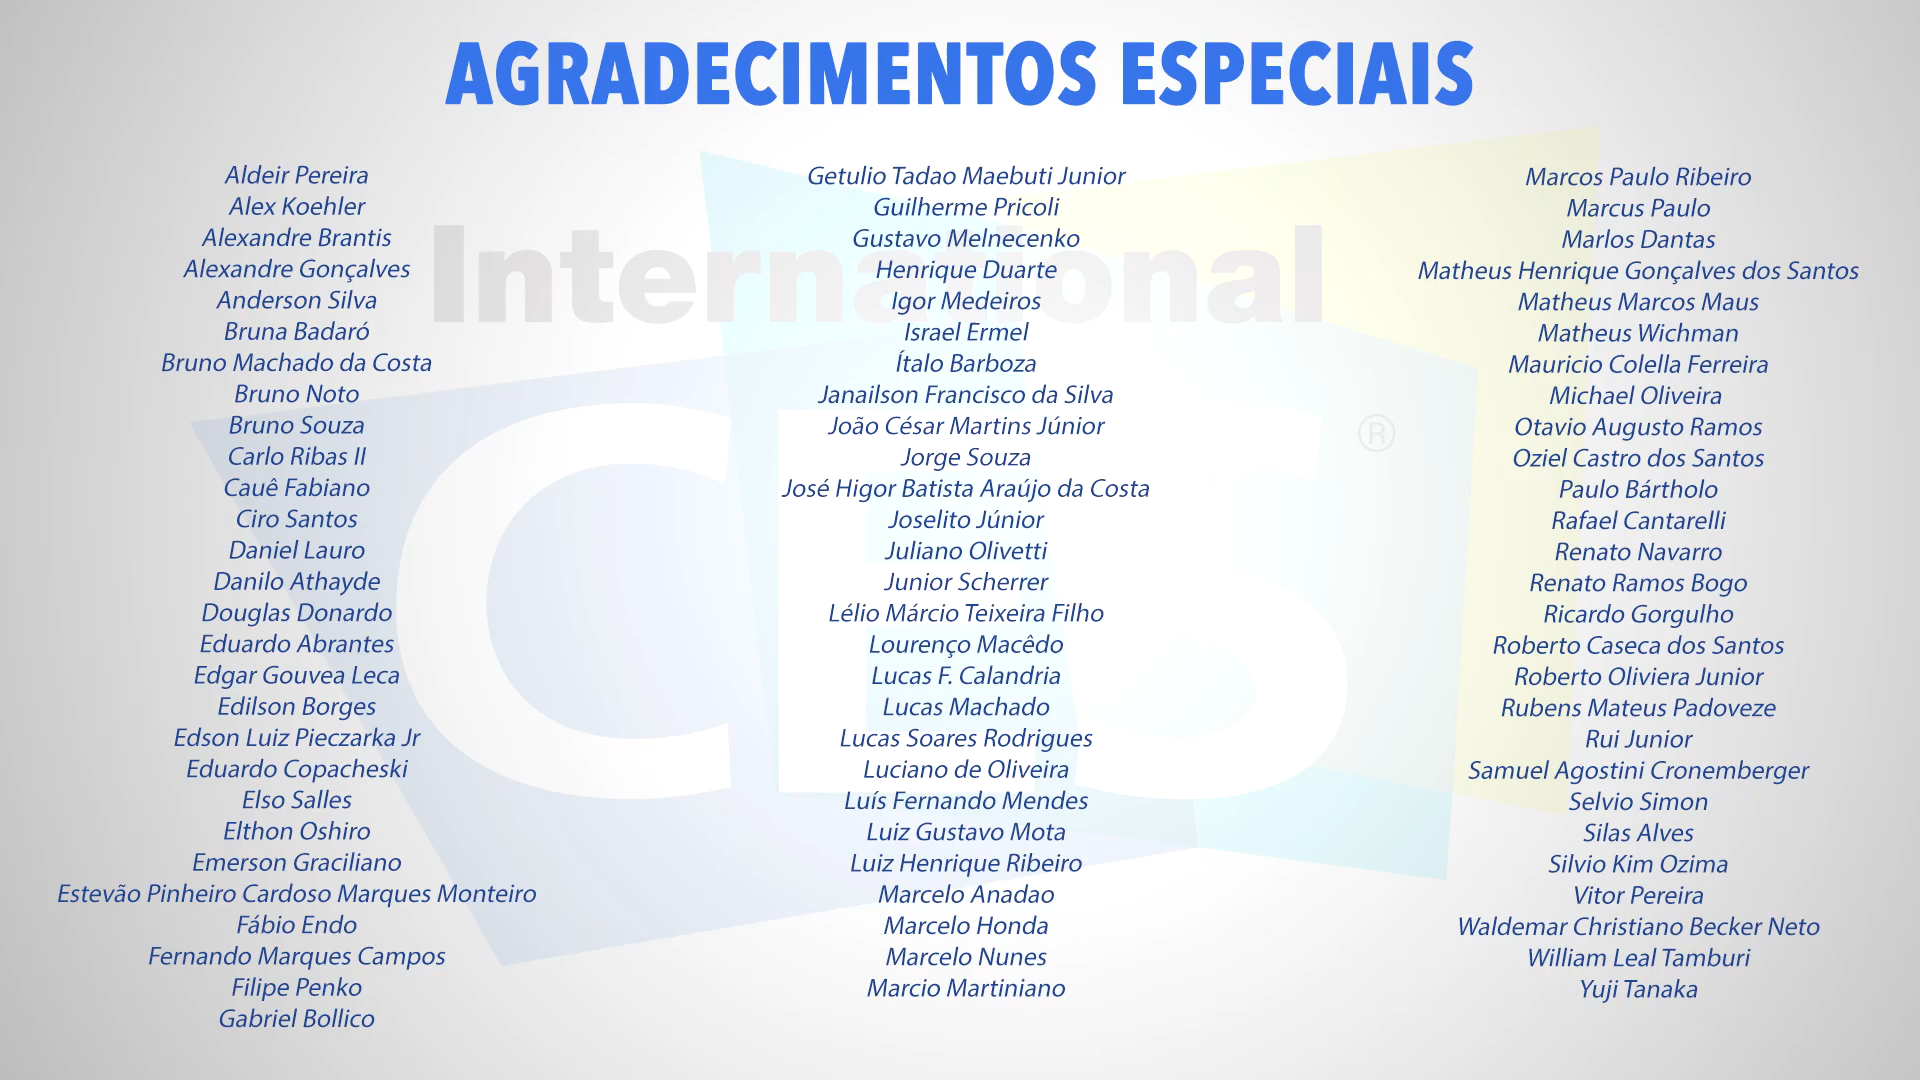 AGRADECIMENTOS ESPECIAIS
Aldeir Pereira
Alex Koehler
Alexandre Brantis
Alexandre Gonçalves
Anderson Silva
Bruna Badaró
Bruno Machado da Costa
Bruno Noto
Bruno Souza
Carlo Ribas II
Cauê Fabiano
Ciro Santos
Daniel Lauro
Danilo Athayde
Douglas Donardo
Eduardo Abrantes
Edgar Gouvea Leca
Edilson Borges
Edson Luiz Pieczarka Jr
Eduardo Copacheski
Elso Salles
Elthon Oshiro
Emerson Graciliano
Estevão Pinheiro Cardoso Marques Monteiro
Fábio Endo
Fernando Marques Campos
Filipe Penko
Gabriel Bollico
Getulio Tadao Maebuti Junior
Guilherme Pricoli
Gustavo Melnecenko
Henrique Duarte
Igor Medeiros
Israel Ermel
Ítalo Barboza
Janailson Francisco da Silva
João César Martins Júnior
Jorge Souza
José Higor Batista Araújo da Costa
Joselito Júnior
Juliano Olivetti
Junior Scherrer
Lélio Márcio Teixeira Filho
Lourenço Macêdo
Lucas F. Calandria
Lucas Machado
Lucas Soares Rodrigues
Luciano de Oliveira
Luís Fernando Mendes
Luiz Gustavo Mota
Luiz Henrique Ribeiro
Marcelo Anadao
Marcelo Honda
Marcelo Nunes
Marcio Martiniano
Marcos Paulo Ribeiro
Marcus Paulo
Marlos Dantas
Matheus Henrique Gonçalves dos Santos
Matheus Marcos Maus
Matheus Wichman
Mauricio Colella Ferreira
Michael Oliveira
Otavio Augusto Ramos
Oziel Castro dos Santos
Paulo Bártholo
Rafael Cantarelli
Renato Navarro
Renato Ramos Bogo
Ricardo Gorgulho
Roberto Caseca dos Santos
Roberto Oliviera Junior
Rubens Mateus Padoveze
Rui Junior
Samuel Agostini Cronemberger
Selvio Simon
Silas Alves
Silvio Kim Ozima
Vitor Pereira
Waldemar Christiano Becker Neto
William Leal Tamburi
Yuji Tanaka
International
CES®